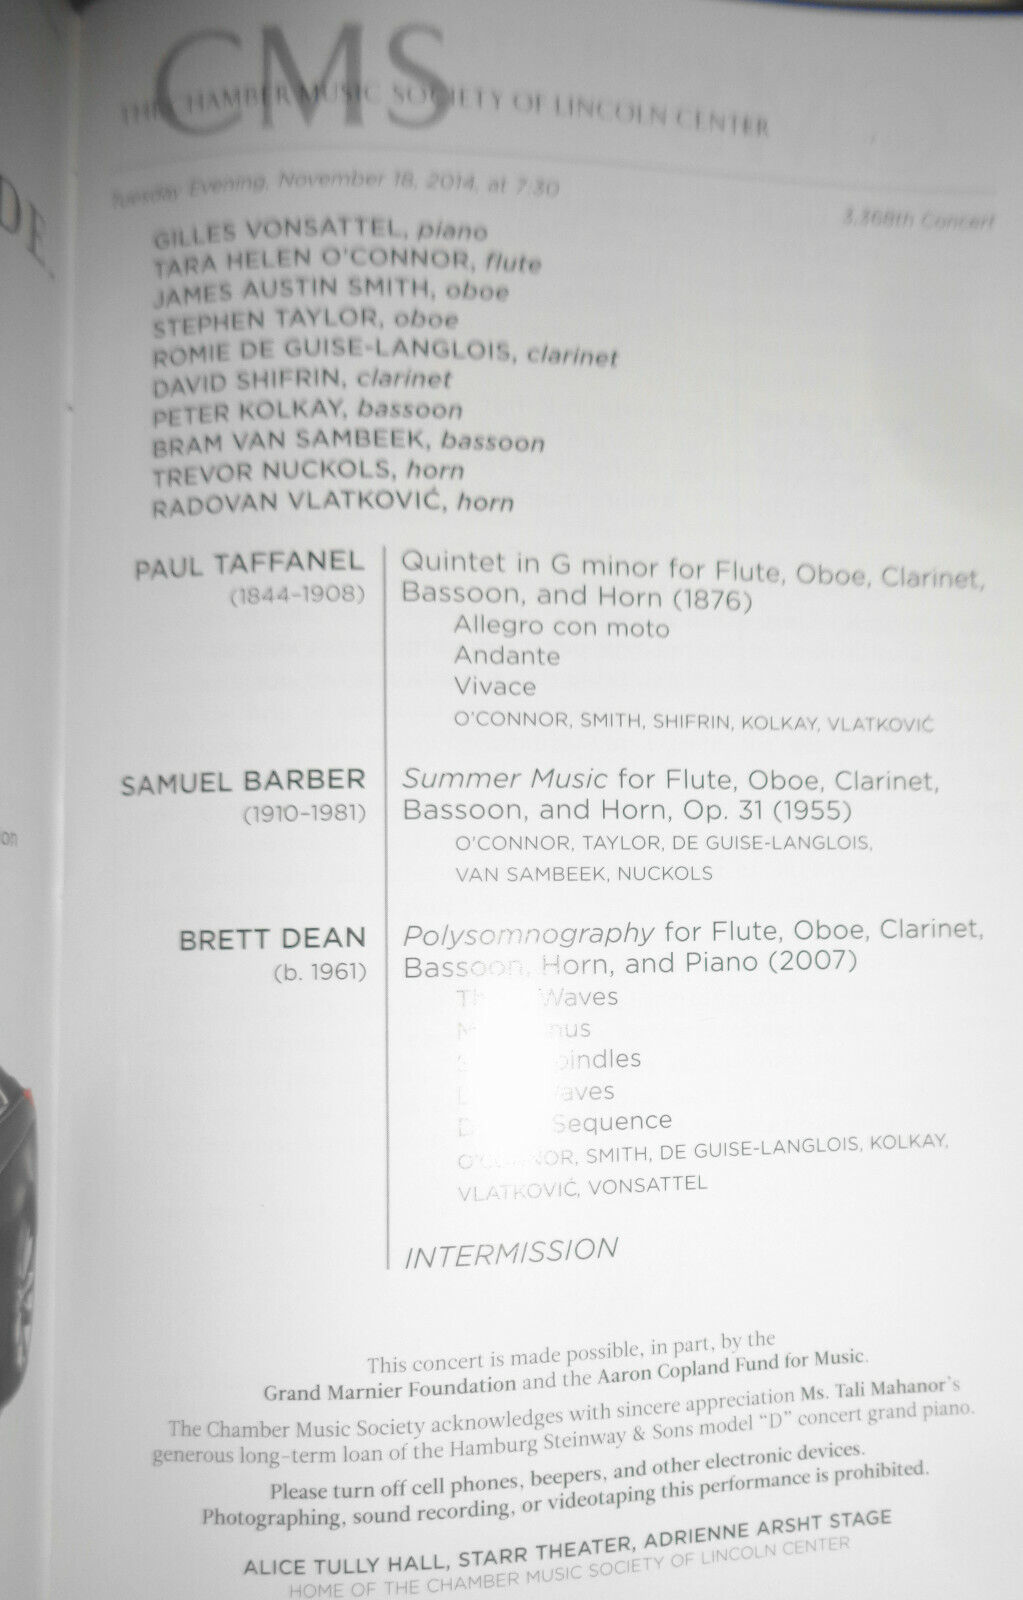 DE.
on
CMS
THE CHAMBER MUSIC SOCIETY OF LINCOLN CENTER
Tuesday Evening, November 18, 2014, at 7:30
3,368th Concert
GILLES VONSATTEL, piano
TARA HELEN O'CONNOR, flute
JAMES AUSTIN SMITH, oboe
STEPHEN TAYLOR, oboe
ROMIE DE GUISE-LANGLOIS, clarinet
DAVID SHIFRIN, clarinet
PETER KOLKAY, bassoon
BRAM VAN SAMBEEK, bassoon
TREVOR NUCKOLS, horn
RADOVAN VLATKOVIĆ, horn
PAUL TAFFANEL
(1844–1908)
Quintet in G minor for Flute, Oboe, Clarinet,
Bassoon, and Horn (1876)
Allegro con moto
Andante
Vivace
O'CONNOR, SMITH, SHIFRIN, KOLKAY, VLATKOVIĆ
SAMUEL BARBER
(1910–1981)
Summer Music for Flute, Oboe, Clarinet,
Bassoon, and Horn, Op. 31 (1955)
O'CONNOR, TAYLOR, DE GUISE-LANGLOIS,
VAN SAMBEEK, NUCKOLS
BRETT DEAN
(b. 1961)
Polysomnography for Flute, Oboe, Clarinet,
Bassoon, Horn, and Piano (2007)
Waves
Sequence
O'CONNOR, SMITH, DE GUISE-LANGLOIS, KOLKAY,
VLATKOVIĆ, VONSATTEL
INTERMISSION
This concert is made possible, in part, by the
Grand Marnier Foundation and the Aaron Copland Fund for Music.
The Chamber Music Society acknowledges with sincere appreciation Ms. Tali Mahanor's
generous long-term loan of the Hamburg Steinway & Sons model “D” concert grand piano.
Please turn off cell phones, beepers, and other electronic devices.
Photographing, sound recording, or videotaping this performance is prohibited.
ALICE TULLY HALL, STARR THEATER, ADRIENNE ARSHT STAGE
HOME OF THE CHAMBER MUSIC SOCIETY OF LINCOLN CENTER